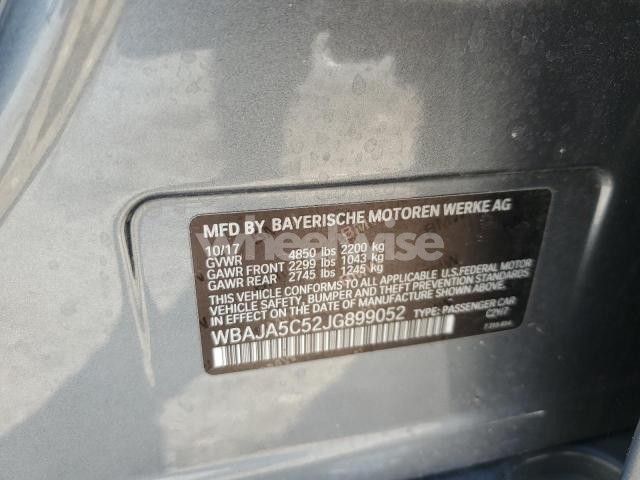 MFD BY BAYERISCHE MOTOREN WERKE AG
10/17
GVWR 4850 lbs 2200 kg
GAWR FRONT 2299 lbs 1043 kg
GAWR REAR 2745 lbs 1245 kg
THIS VEHICLE CONFORMS TO ALL APPLICABLE U.S. FEDERAL MOTOR
VEHICLE SAFETY, BUMPER AND THEFT PREVENTION STANDARDS
IN EFFECT ON THE DATE OF MANUFACTURE SHOWN ABOVE.
WBAJA5C52JG899052 TYPE: PASSENGER CAR